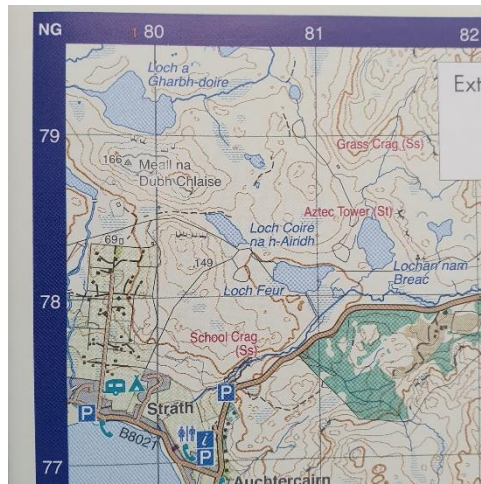 NG
1 80
81
82
Loch a'
Gharbh-doire
Ext
79
Grass Crag (Ss)
166
Meall na
Dubh Chlaise
Aztec Tower (St)
Loch Coire
na h-Airidh
69
149
Lochan nam
Breac
Loch Feur
78
School Crag
(Ss)
P
P
Strath
B8021
i
P
77
Auchtercairn